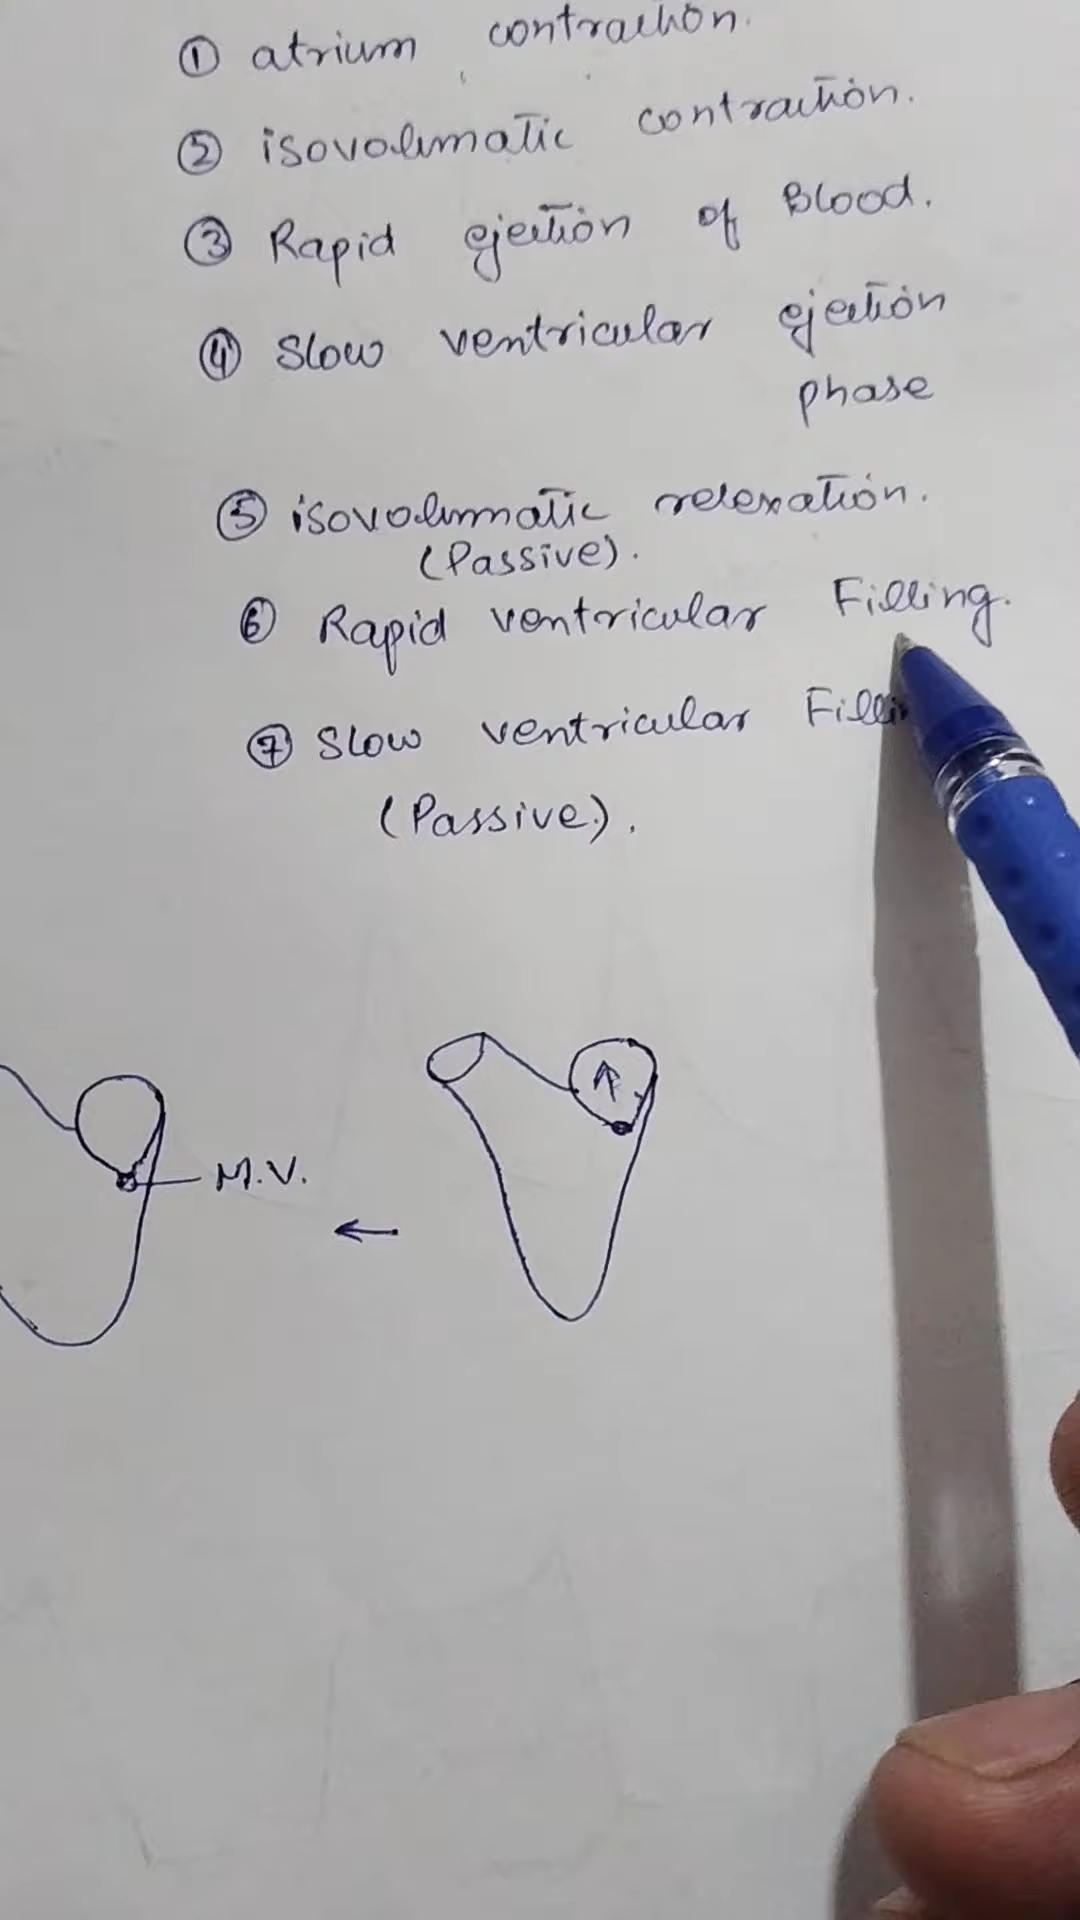 ① atrium contraction.
② isovolumatic contraction.
③ Rapid ejection of Blood.
④ Slow ventricular ejection
phase
⑤ isovolumatic relexation.
(Passive).
⑥ Rapid ventricular Filling.
⑦ Slow ventricular
(Passive).
M.V.